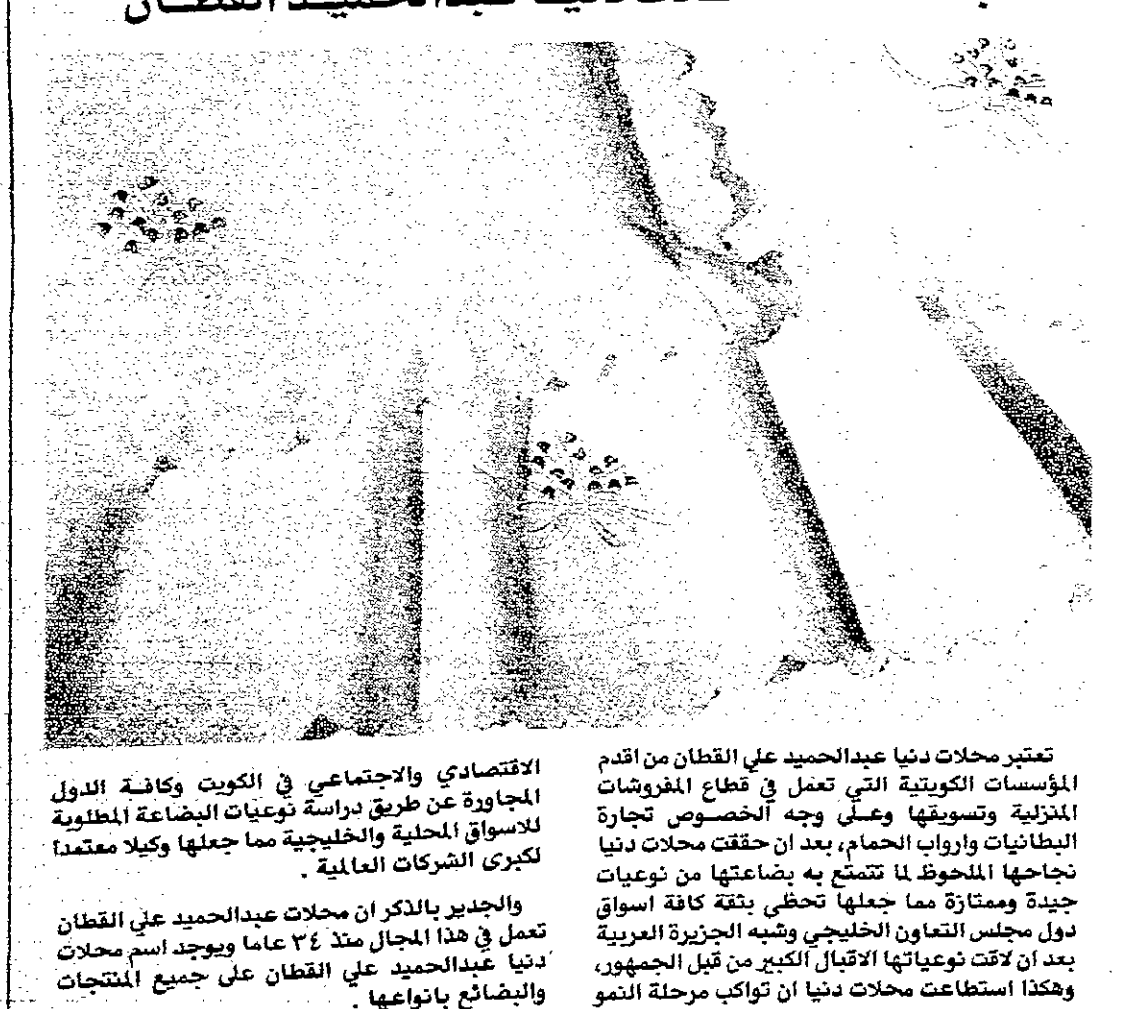 دنيا عبدالحميد القطان
تعتبر محلات دنيا عبدالحميد علي القطان من اقدم
المؤسسات الكويتية التي تعمل في قطاع المفروشات
المنزلية وتسويقها وعلى وجه الخصوص تجارة
البطانيات وارواب الحمام، بعد ان حققت محلات دنيا
نجاحها الملحوظ لما تتمتع به بضاعتها من نوعيات
جيدة وممتازة مما جعلها تحظى بثقة كافة اسواق
دول مجلس التعاون الخليجي وشبه الجزيرة العربية
بعد ان لاقت نوعياتها الاقبال الكبير من قبل الجمهور،
وهكذا استطاعت محلات دنيا ان تواكب مرحلة النمو
الاقتصادي والاجتماعي في الكويت وكافة الدول
المجاورة عن طريق دراسة نوعيات البضاعة المطلوبة
للاسواق المحلية والخليجية مما جعلها وكيلا معتمدا
لكبرى الشركات العالمية .
والجدير بالذكر ان محلات عبدالحميد علي القطان
تعمل في هذا المجال منذ ٣٤ عاما ويوجد اسم محلات
دنيا عبدالحميد علي القطان على جميع المنتجات
والبضائع بانواعها .